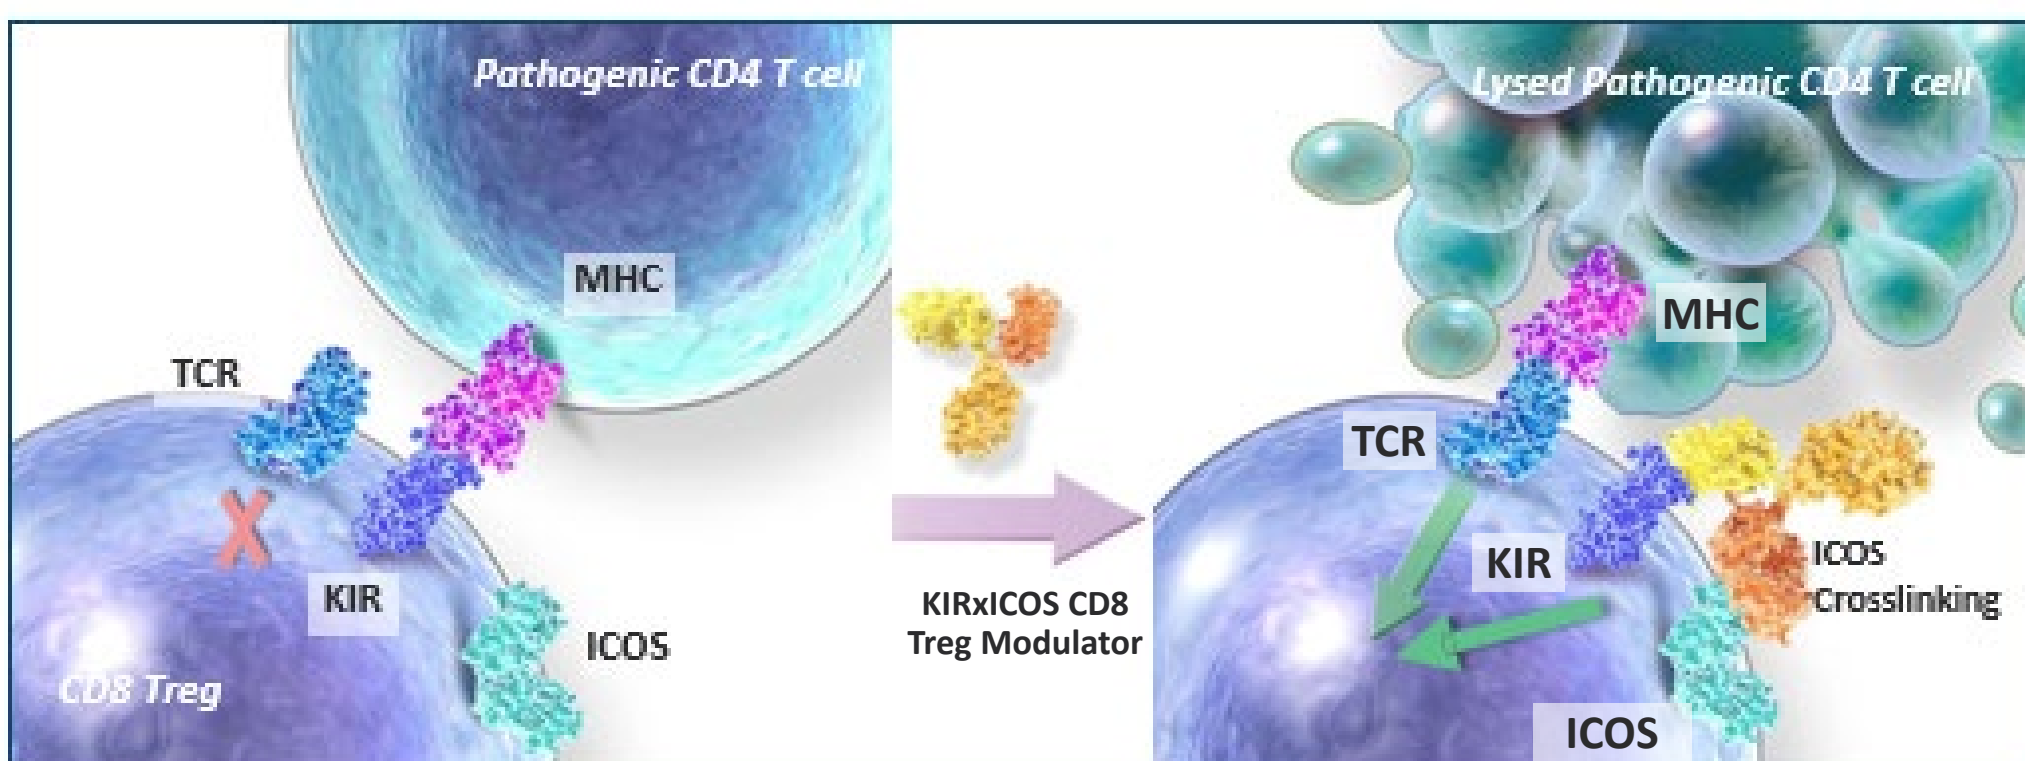 Pathogenic CD4 T cell
MHC
TCR
KIR
ICOS
CD8 Treg
KIRxICOS CD8
Treg Modulator
Lysed Pathogenic CD4 T cell
MHC
TCR
KIR
ICOS
Crosslinking
ICOS